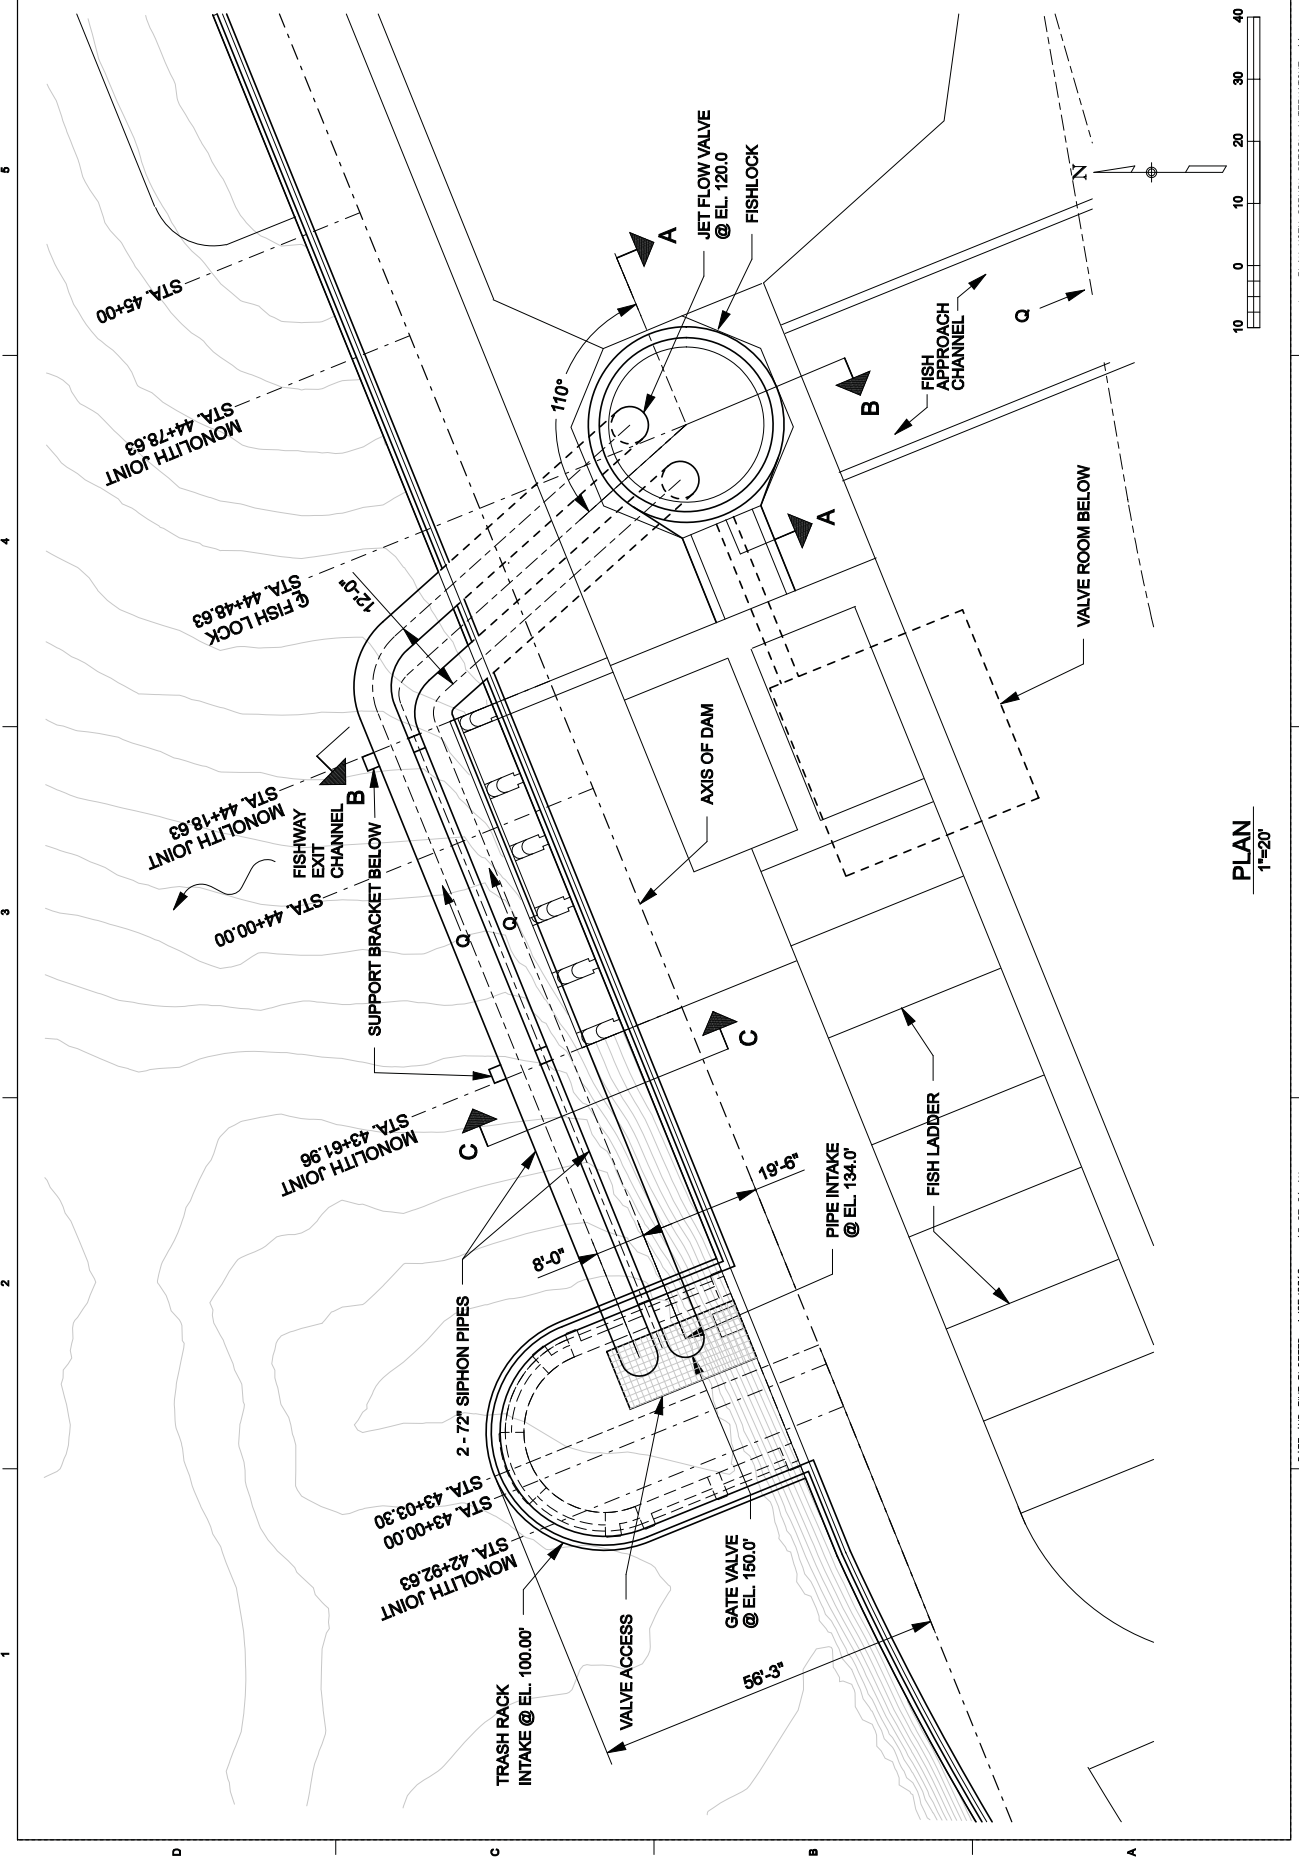 1
2
3
4
5
D
C
B
A
STA. 45+00
MONOLITH JOINT
STA. 44+78.63
℄ FISH LOCK
STA. 44+48.63
12'-0"
MONOLITH JOINT
STA. 44+18.63
STA. 44+00.00
FISHWAY
EXIT
CHANNEL
B
SUPPORT BRACKET BELOW
MONOLITH JOINT
STA. 43+61.96
C
Q
Q
2 - 72" SIPHON PIPES
8'-0"
STA. 43+03.30
STA. 43+00.00
MONOLITH JOINT
STA. 42+92.63
TRASH RACK
INTAKE @ EL. 100.00'
VALVE ACCESS
GATE VALVE
@ EL. 150.0'
56'-3"
19'-6"
PIPE INTAKE
@ EL. 134.0'
C
AXIS OF DAM
FISH LADDER
VALVE ROOM BELOW
110°
A
JET FLOW VALVE
@ EL. 120.0
FISHLOCK
A
B
FISH
APPROACH
CHANNEL
Q
N
PLAN
1"=20'
10 0 10 20 30 40